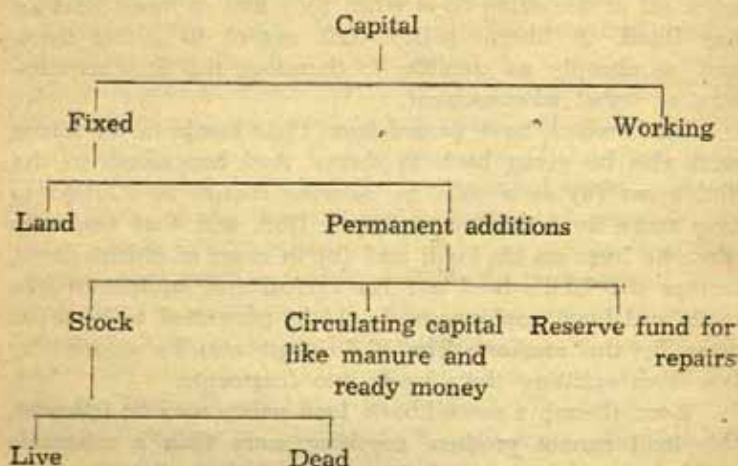 Capital
Fixed Working
Land Permanent additions
Stock Circulating capital Reserve fund for
like manure and repairs
ready money
Live Dead